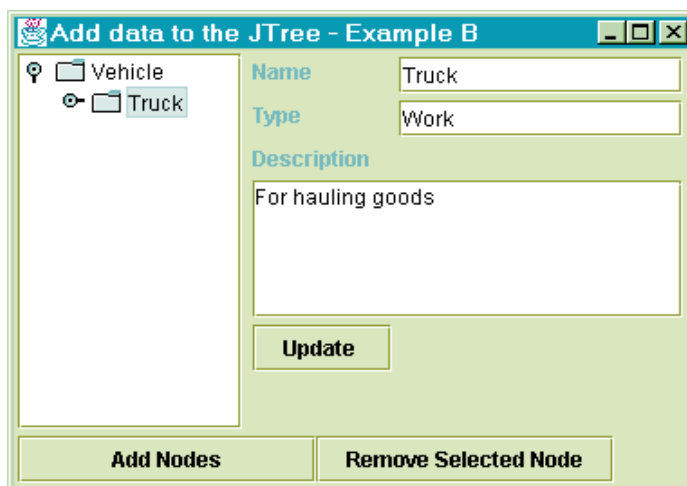 Add data to the JTree - Example B
Vehicle
Truck
Name
Truck
Type
Work
Description
For hauling goods
Update
Add Nodes
Remove Selected Node